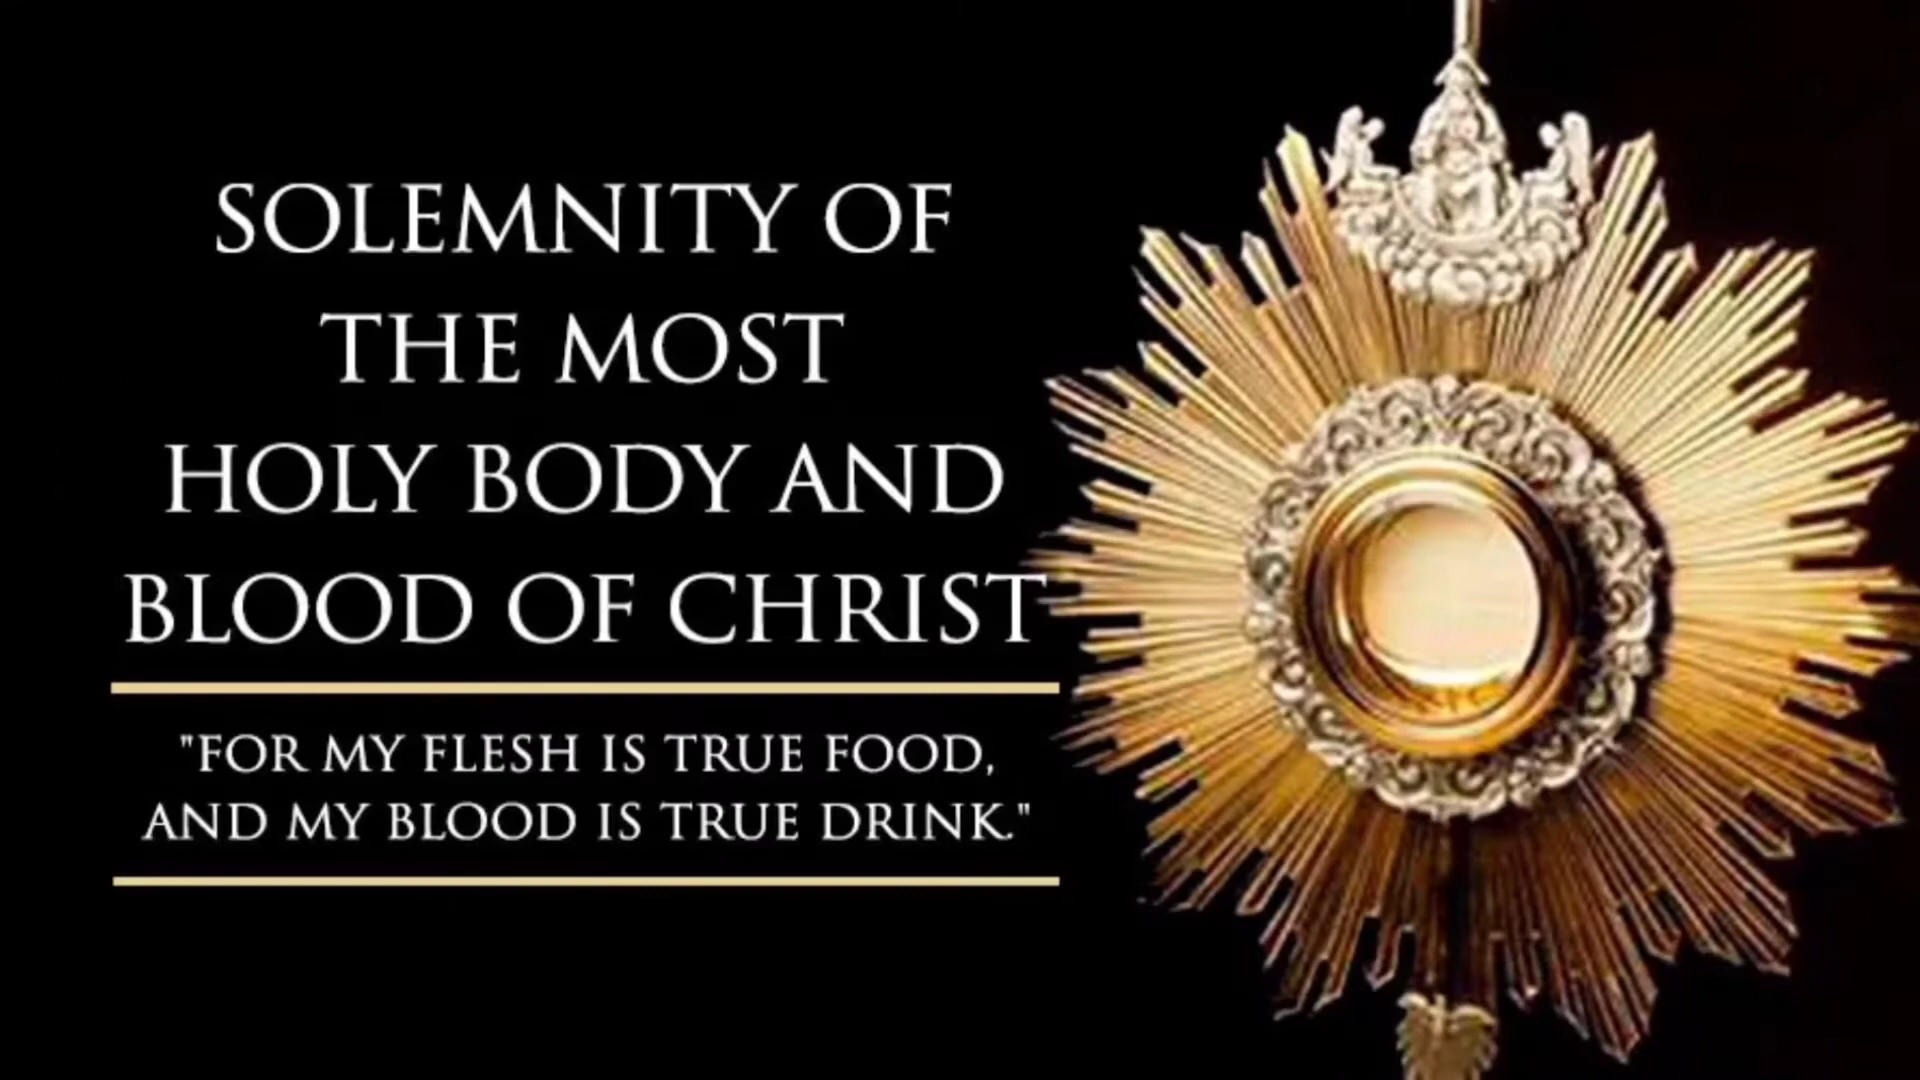 SOLEMNITY OF
THE MOST
HOLY BODY AND
BLOOD OF CHRIST
"FOR MY FLESH IS TRUE FOOD,
AND MY BLOOD IS TRUE DRINK."